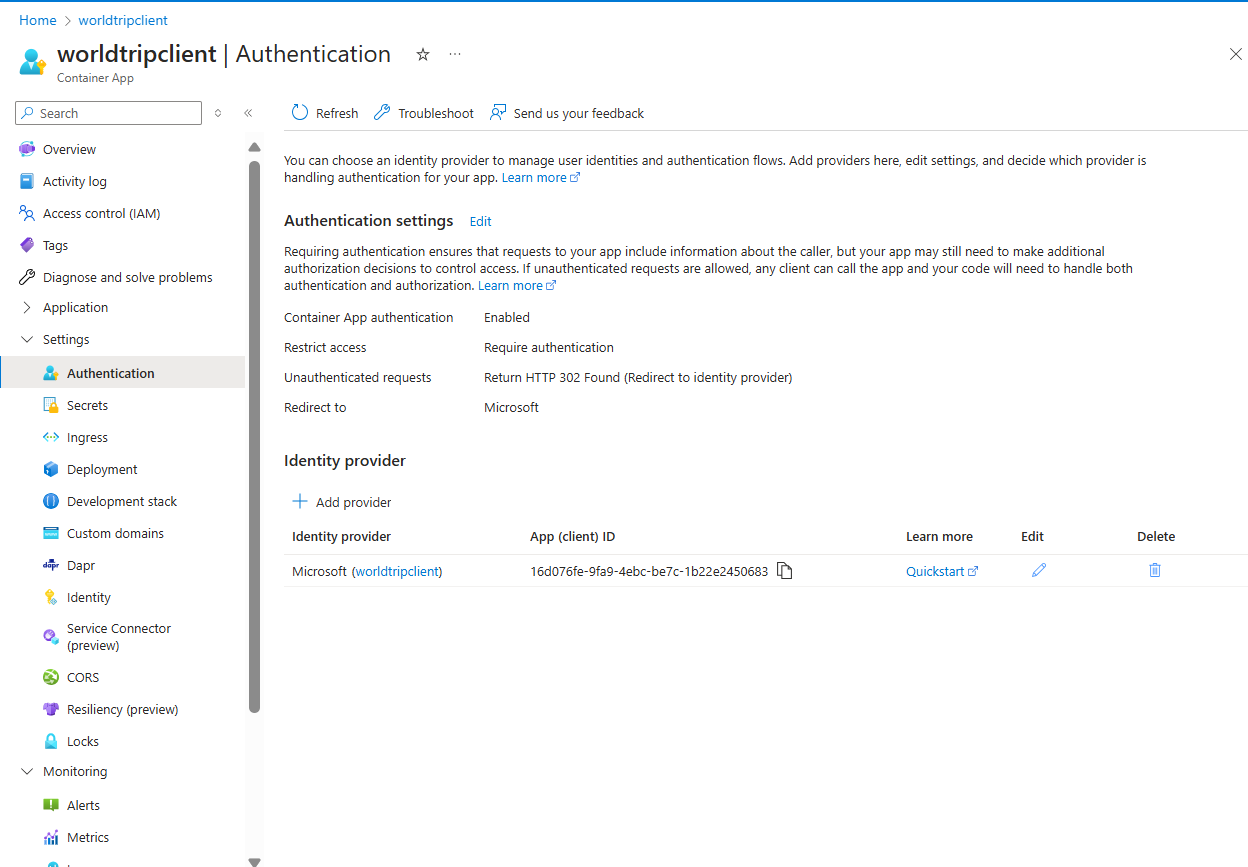 Home > worldtripclient
worldtripclient | Authentication ☆ ···
Container App
Search
Refresh Troubleshoot Send us your feedback
Overview
Activity log
Access control (IAM)
Tags
Diagnose and solve problems
Application
Settings
Authentication
Secrets
Ingress
Deployment
Development stack
Custom domains
dapr Dapr
Identity
Service Connector
(preview)
CORS
Resiliency (preview)
Locks
Monitoring
Alerts
Metrics
You can choose an identity provider to manage user identities and authentication flows. Add providers here, edit settings, and decide which provider is
handling authentication for your app. Learn more
Authentication settings Edit
Requiring authentication ensures that requests to your app include information about the caller, but your app may still need to make additional
authorization decisions to control access. If unauthenticated requests are allowed, any client can call the app and your code will need to handle both
authentication and authorization. Learn more
Container App authentication Enabled
Restrict access Require authentication
Unauthenticated requests Return HTTP 302 Found (Redirect to identity provider)
Redirect to Microsoft
Identity provider
Add provider
Identity provider App (client) ID Learn more Edit Delete
Microsoft (worldtripclient) 16d076fe-9fa9-4ebc-be7c-1b22e2450683 Quickstart